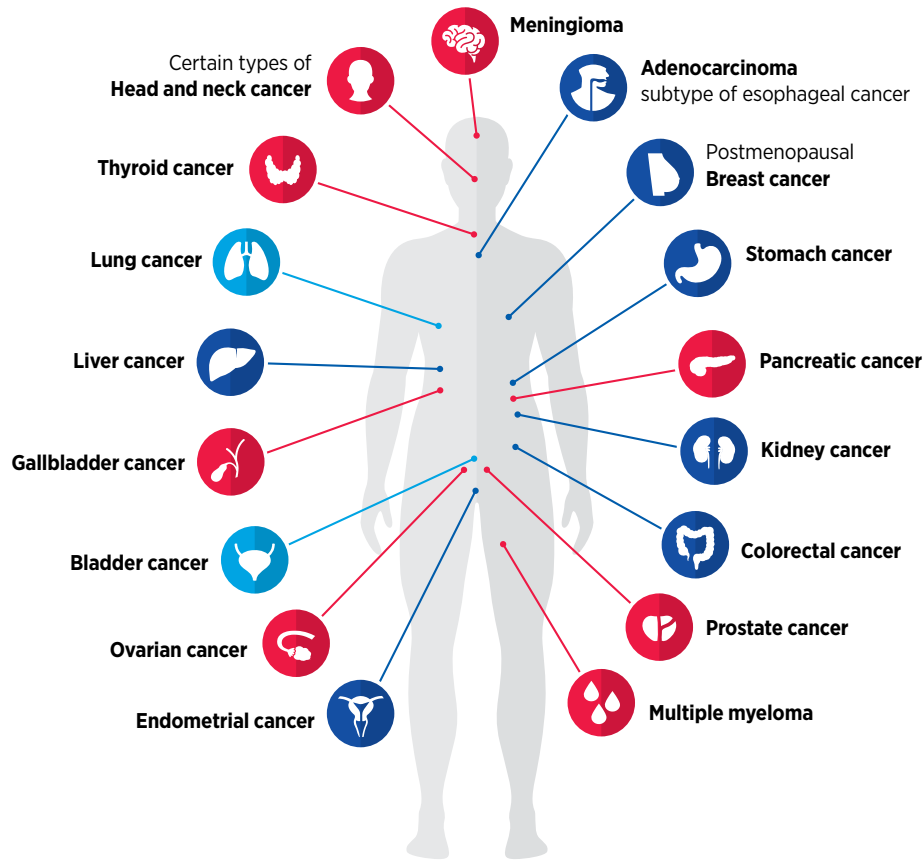 Meningioma
Certain types of
Head and neck cancer
Adenocarcinoma
subtype of esophageal cancer
Thyroid cancer
Postmenopausal
Breast cancer
Lung cancer
Stomach cancer
Liver cancer
Pancreatic cancer
Gallbladder cancer
Kidney cancer
Bladder cancer
Colorectal cancer
Ovarian cancer
Prostate cancer
Endometrial cancer
Multiple myeloma